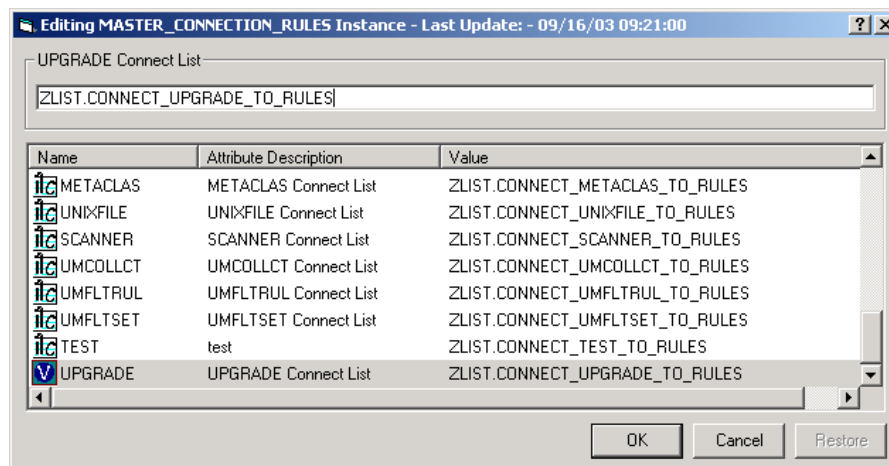 Editing MASTER_CONNECTION_RULES Instance - Last Update: - 09/16/03 09:21:00
UPGRADE Connect List
ZLIST.CONNECT_UPGRADE_TO_RULES
Name Attribute Description Value
METACLAS METACLAS Connect List ZLIST.CONNECT_METACLAS_TO_RULES
UNIXFILE UNIXFILE Connect List ZLIST.CONNECT_UNIXFILE_TO_RULES
SCANNER SCANNER Connect List ZLIST.CONNECT_SCANNER_TO_RULES
UMCOLLCT UMCOLLCT Connect List ZLIST.CONNECT_UMCOLLCT_TO_RULES
UMFLTRUL UMFLTRUL Connect List ZLIST.CONNECT_UMFLTRUL_TO_RULES
UMFLTSET UMFLTSET Connect List ZLIST.CONNECT_UMFLTSET_TO_RULES
TEST test ZLIST.CONNECT_TEST_TO_RULES
V UPGRADE UPGRADE Connect List ZLIST.CONNECT_UPGRADE_TO_RULES
OK Cancel Restore